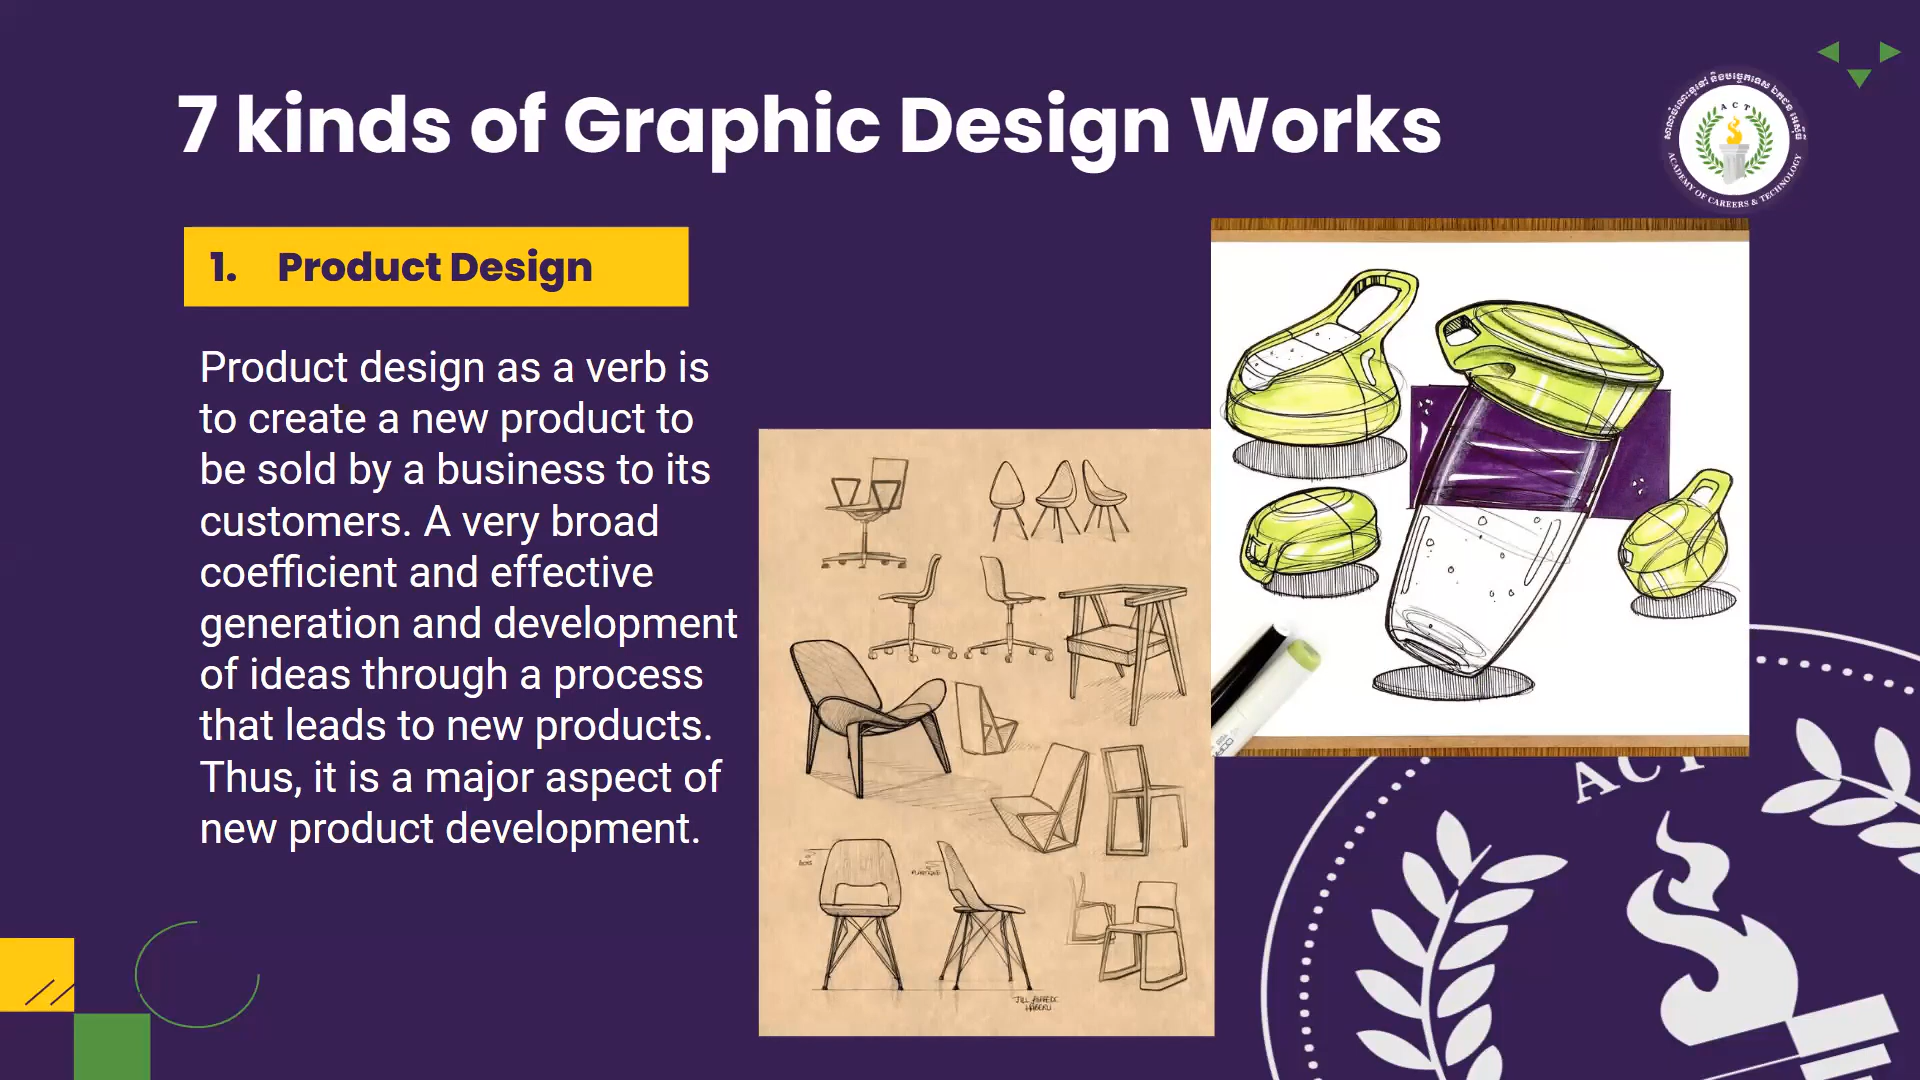 7 kinds of Graphic Design Works
A C T
ACADEMY OF CAREERS & TECHNOLOGY
1. Product Design
Product design as a verb is
to create a new product to
be sold by a business to its
customers. A very broad
coefficient and effective
generation and development
of ideas through a process
that leads to new products.
Thus, it is a major aspect of
new product development.
ACT